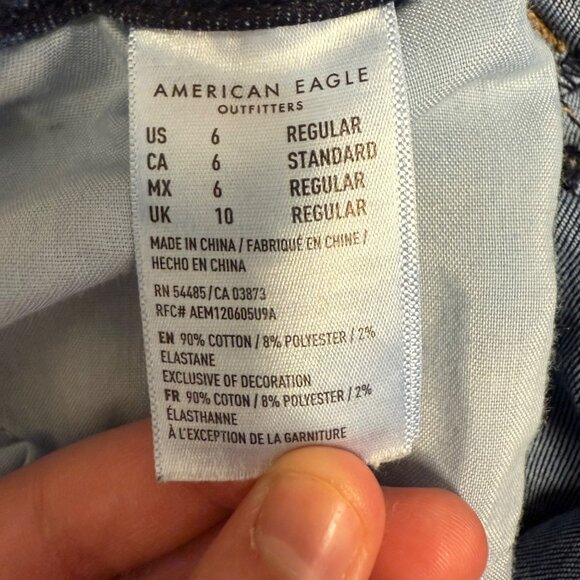 AMERICAN EAGLE
OUTFITTERS
US 6 REGULAR
CA 6 STANDARD
MX 6 REGULAR
UK 10 REGULAR
MADE IN CHINA / FABRIQUÉ EN CHINE /
HECHO EN CHINA
RN 54485 / CA 03873
RFC# AEM120605U9A
EN 90% COTTON / 8% POLYESTER / 2%
ELASTANE
EXCLUSIVE OF DECORATION
FR 90% COTON / 8% POLYESTER / 2%
ÉLASTHANNE
À L'EXCEPTION DE LA GARNITURE